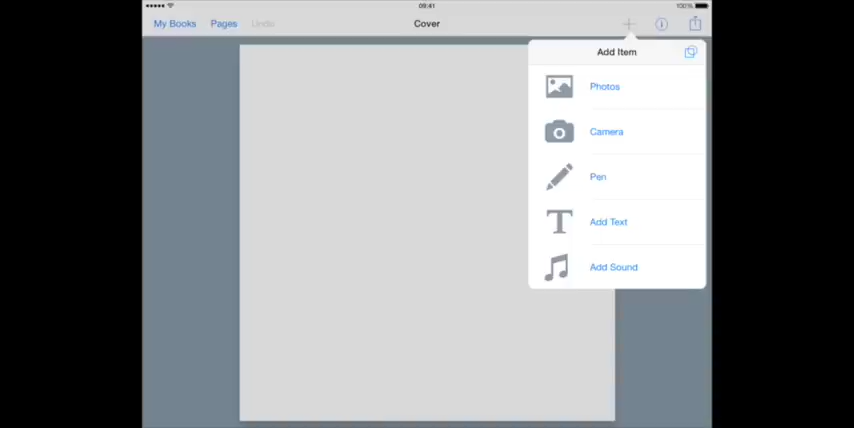 09:41
100%
My Books Pages Undo Cover
Add Item
Photos
Camera
Pen
Add Text
Add Sound